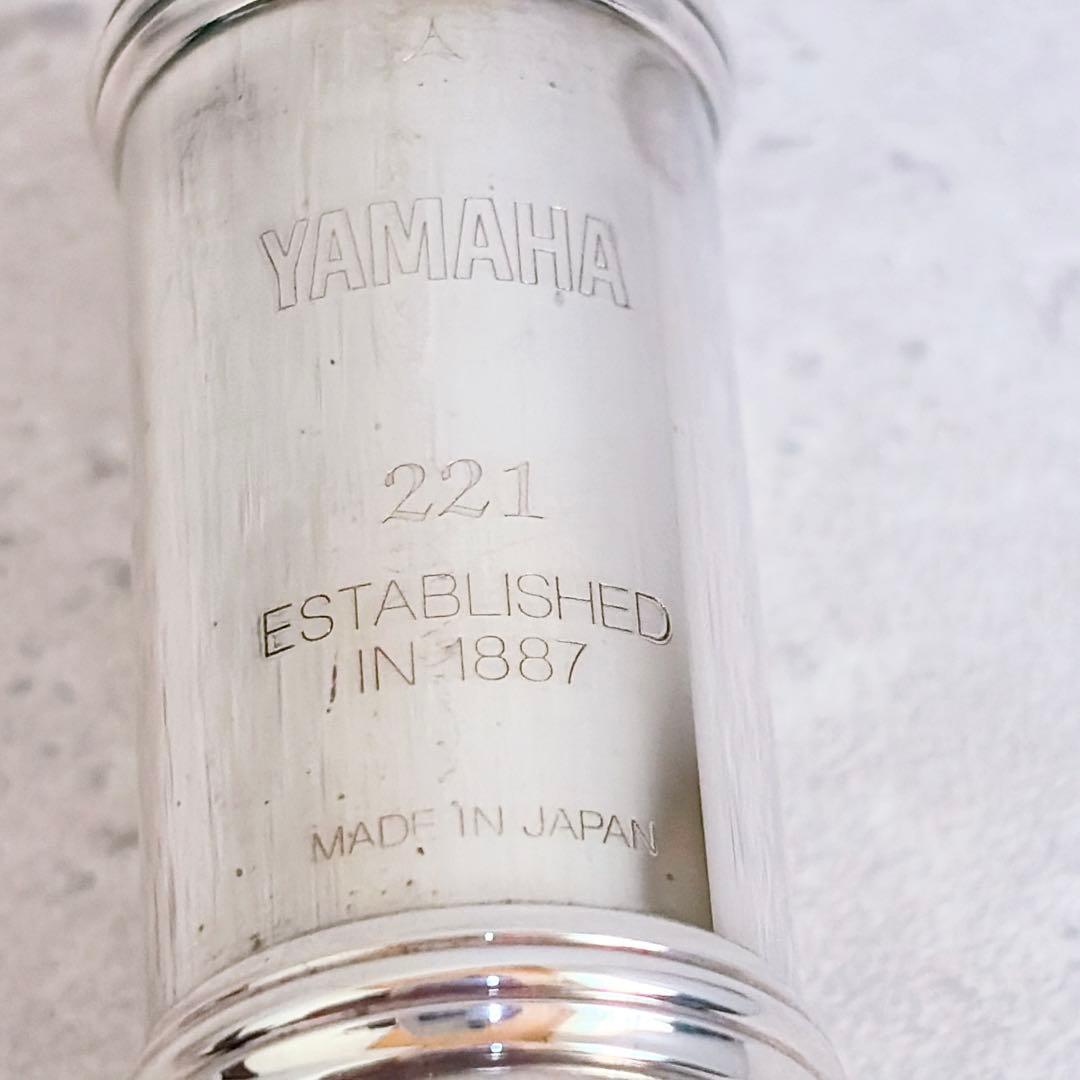 YAMAHA
221
ESTABLISHED
IN 1887
MADE IN JAPAN